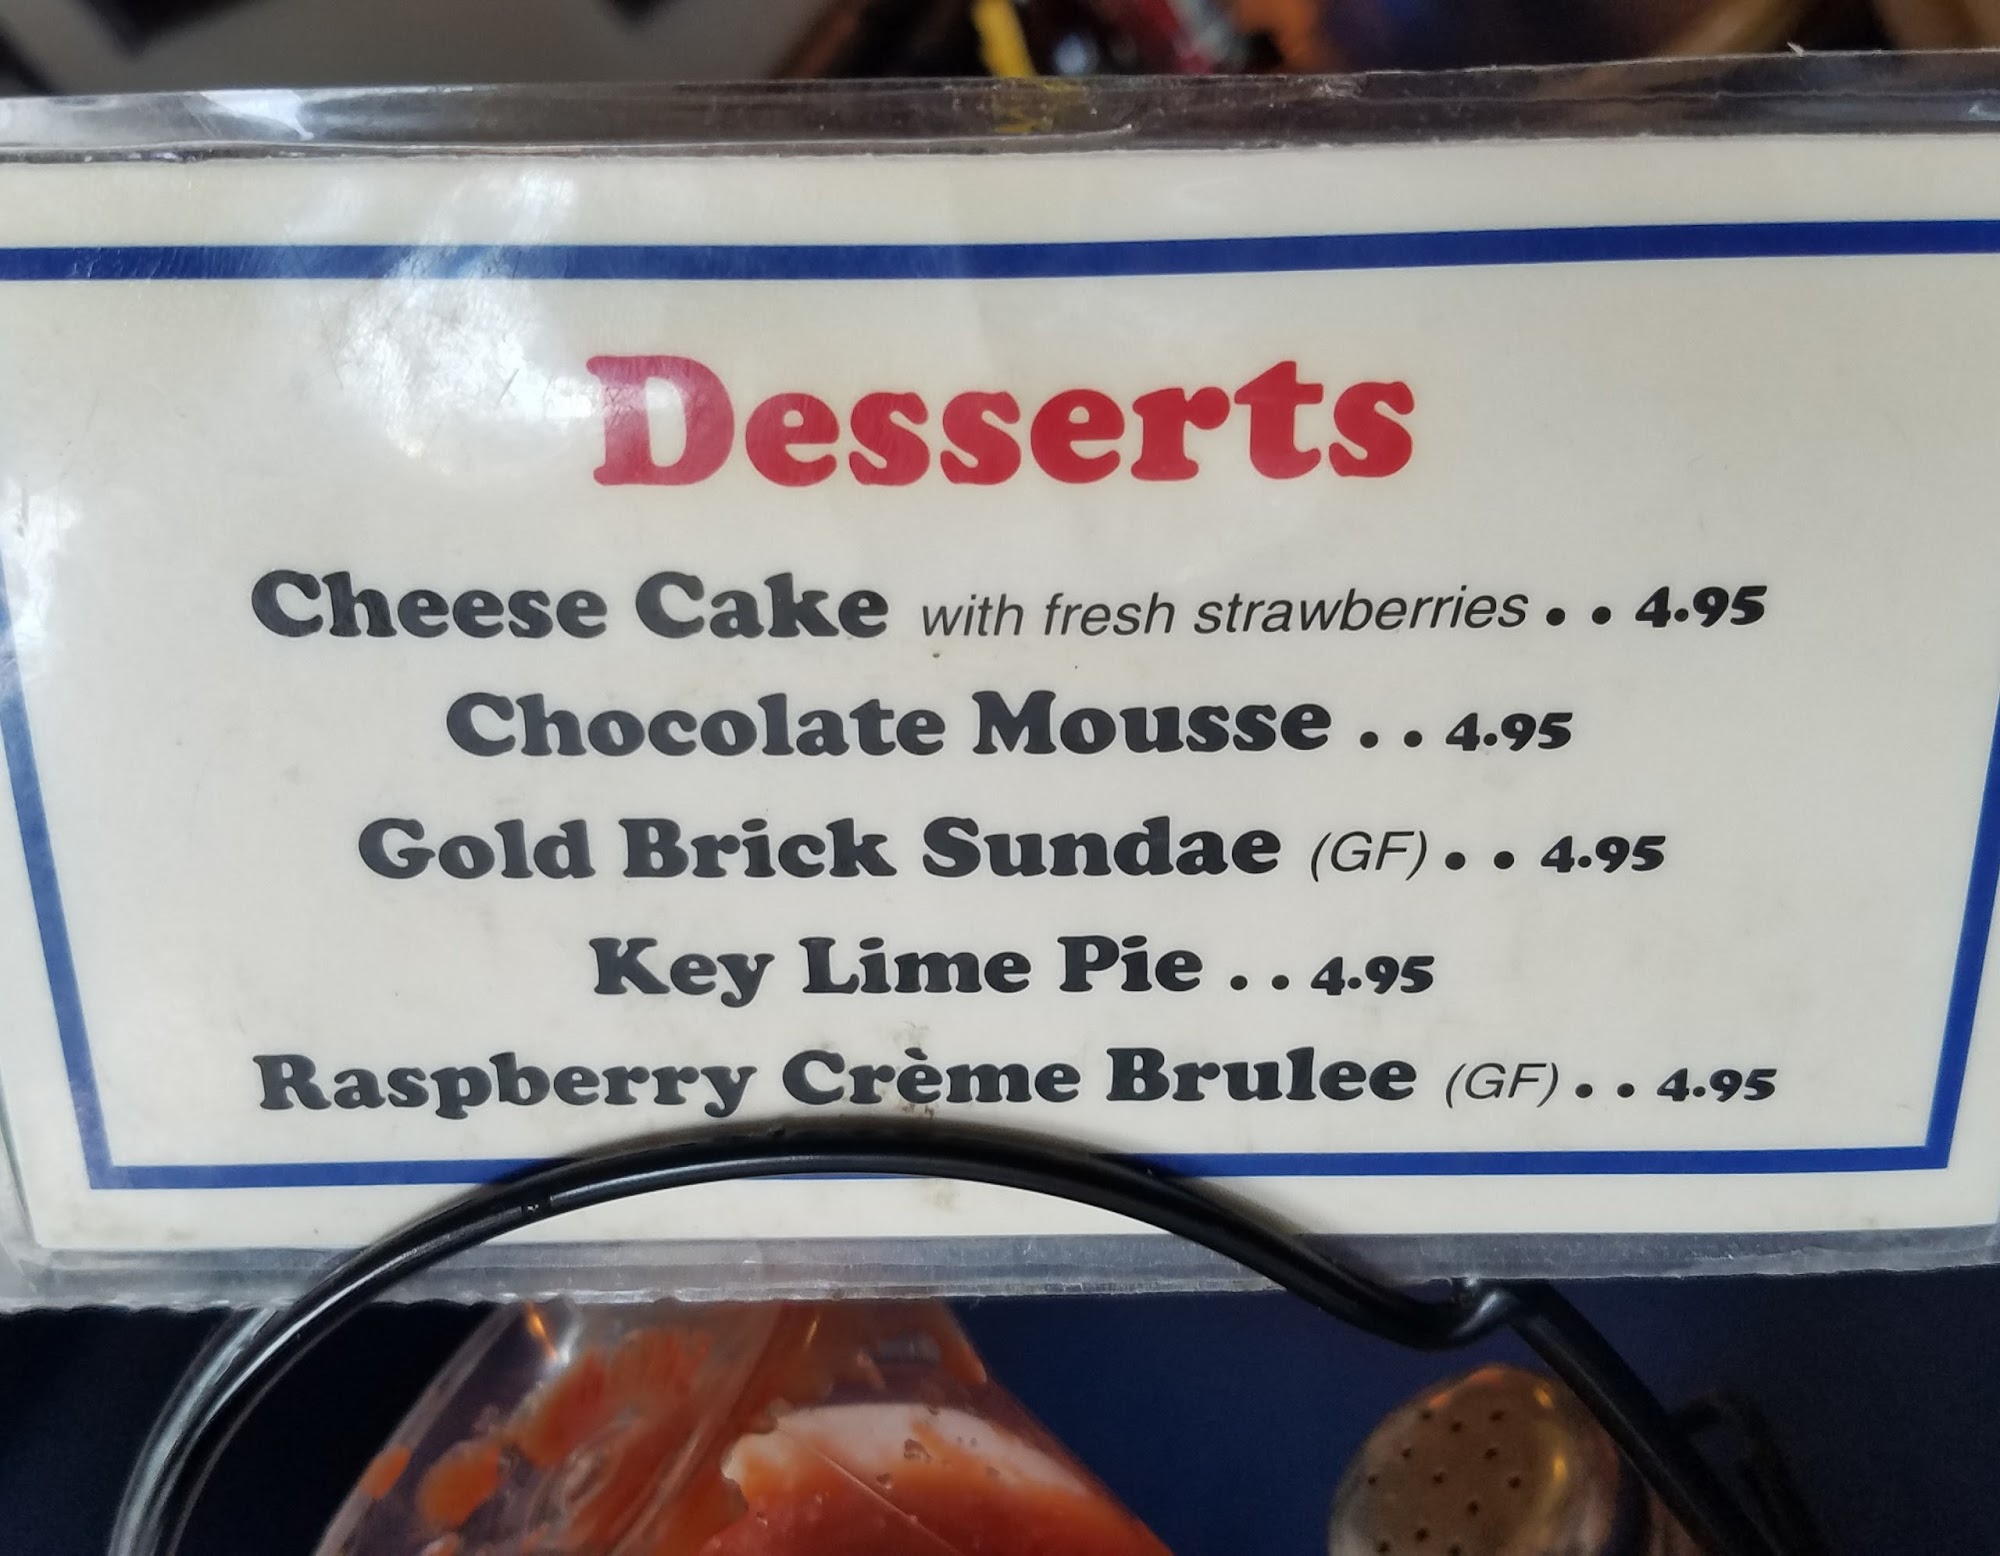 Desserts
Cheese Cake with fresh strawberries . . 4.95
Chocolate Mousse . . 4.95
Gold Brick Sundae (GF) . . 4.95
Key Lime Pie . . 4.95
Raspberry Crème Brulee (GF) . . 4.95